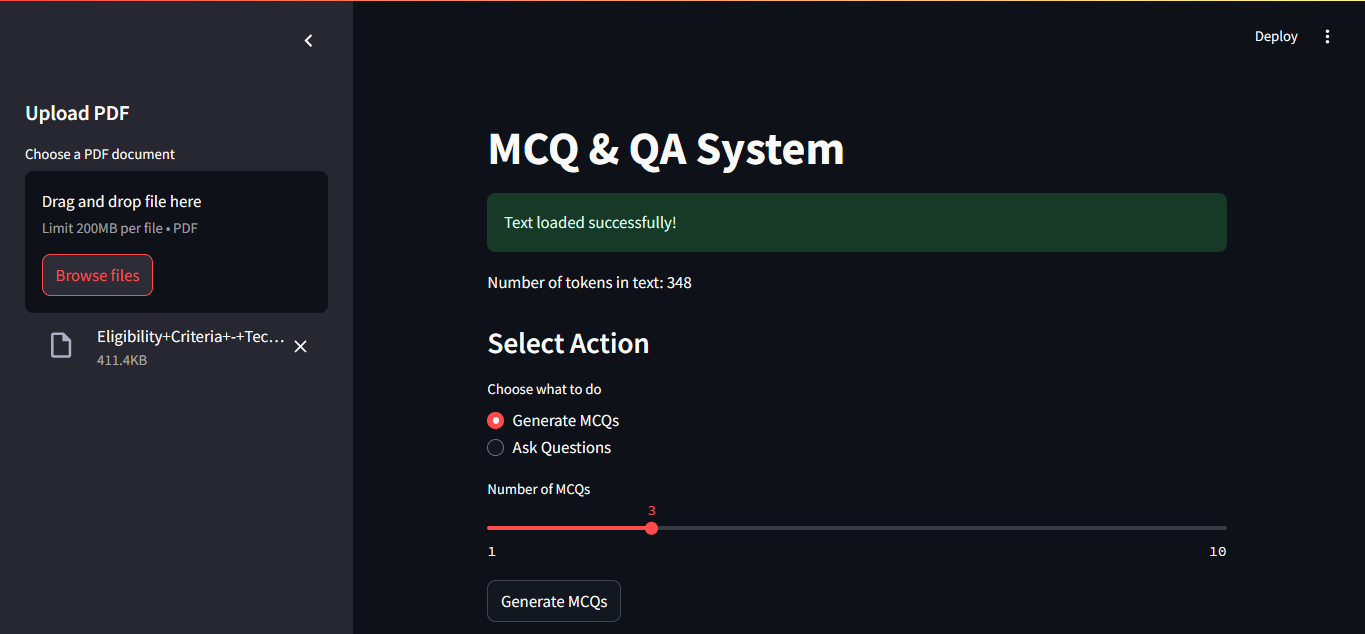 Deploy
Upload PDF
Choose a PDF document
Drag and drop file here
Limit 200MB per file • PDF
Browse files
Eligibility+Criteria+-+Tec...
411.4KB
MCQ & QA System
Text loaded successfully!
Number of tokens in text: 348
Select Action
Choose what to do
Generate MCQs
Ask Questions
Number of MCQs
3
1
10
Generate MCQs